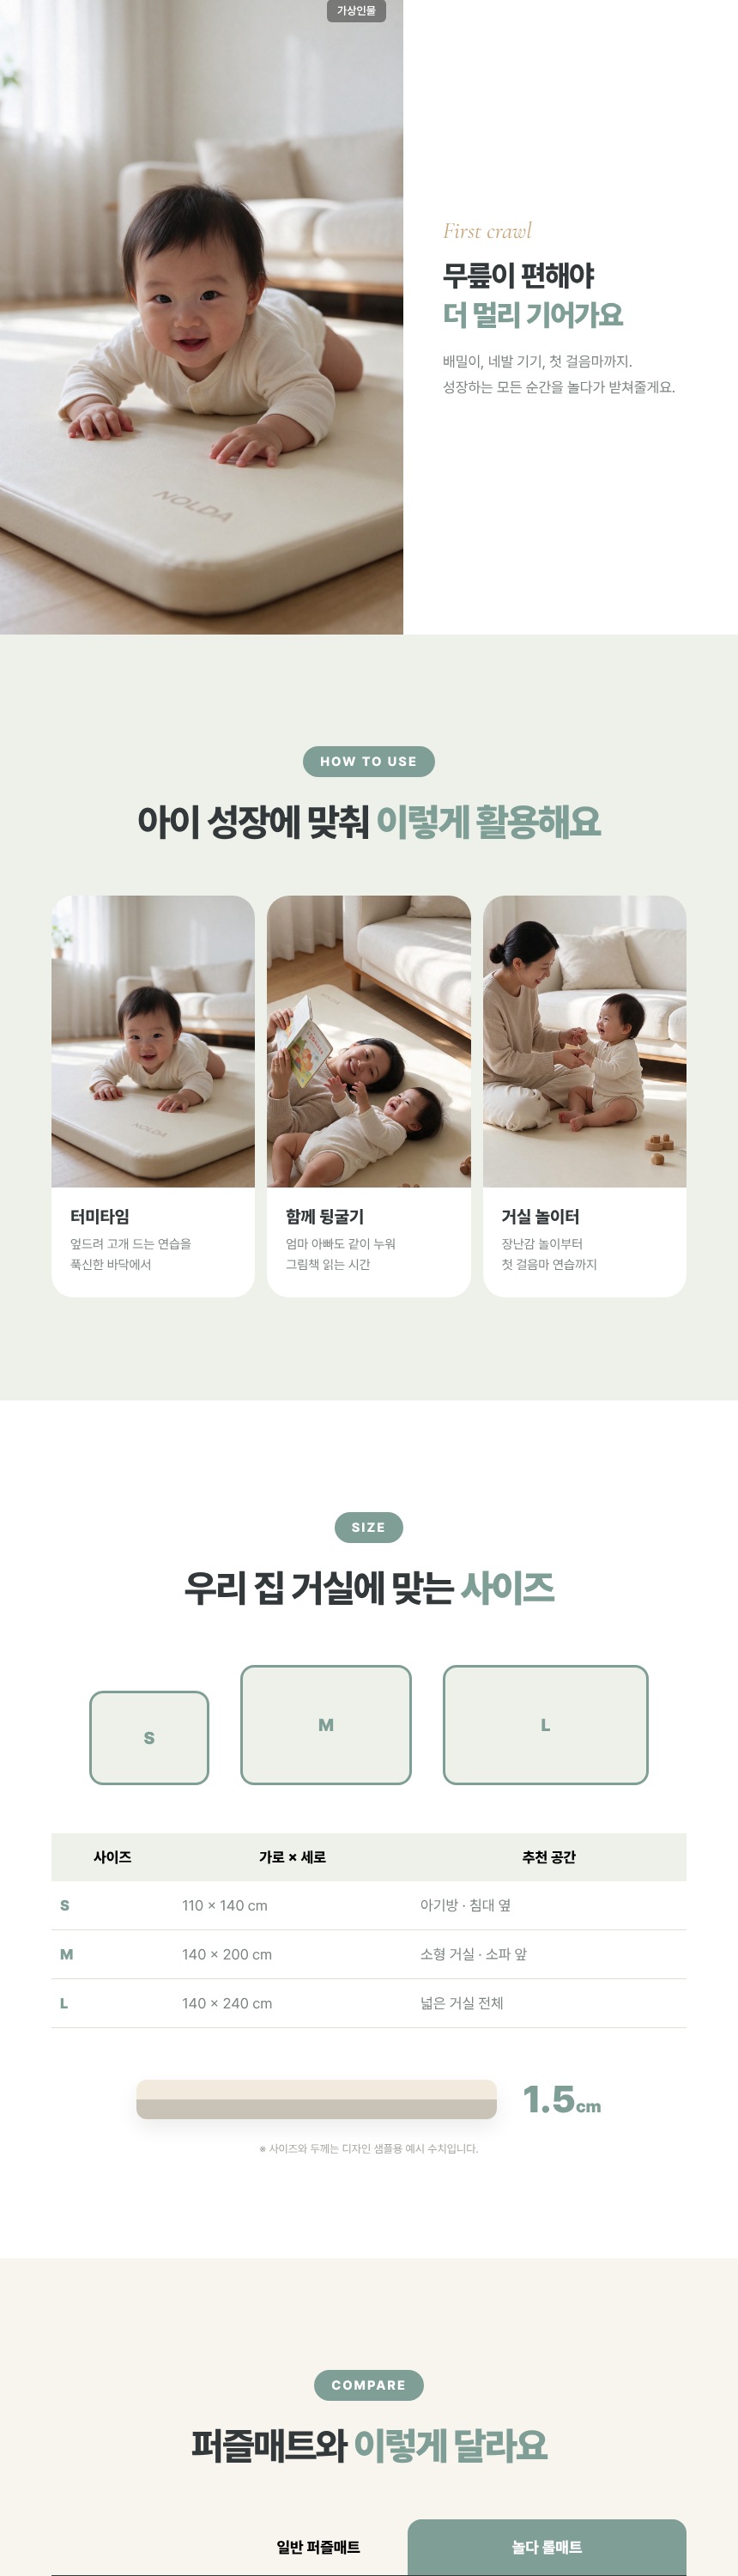 가상인물
First crawl
무릎이 편해야
더 멀리 기어가요
배밀이, 네발 기기, 첫 걸음마까지.
성장하는 모든 순간을 놀다가 받쳐줄게요.
NOLDA
HOW TO USE
아이 성장에 맞춰 이렇게 활용해요
NOLDA
터미타임
엎드려 고개 드는 연습을
푹신한 바닥에서
함께 뒹굴기
엄마 아빠도 같이 누워
그림책 읽는 시간
거실 놀이터
장난감 놀이부터
첫 걸음마 연습까지
SIZE
우리 집 거실에 맞는 사이즈
S
M
L
사이즈 가로 × 세로 추천 공간
S 110 × 140 cm 아기방 · 침대 옆
M 140 × 200 cm 소형 거실 · 소파 앞
L 140 × 240 cm 넓은 거실 전체
1.5cm
※ 사이즈와 두께는 디자인 샘플용 예시 수치입니다.
COMPARE
퍼즐매트와 이렇게 달라요
일반 퍼즐매트 놀다 롤매트